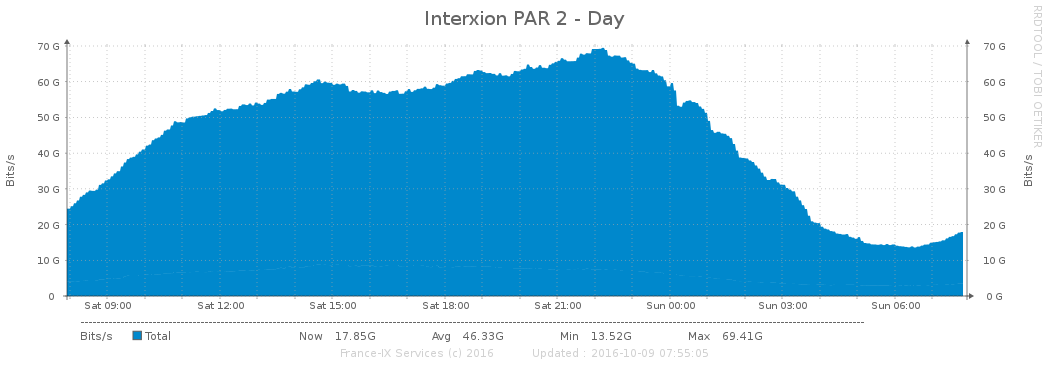 Interxion PAR 2 - Day
RRDTOOL / TOBI OETIKER
Bits/s
70 G 70 G
60 G 60 G
50 G 50 G
40 G 40 G
30 G 30 G
20 G 20 G
10 G 10 G
0 0 G
Bits/s
Sat 09:00 Sat 12:00 Sat 15:00 Sat 18:00 Sat 21:00 Sun 00:00 Sun 03:00 Sun 06:00
Bits/s Total Now 17.85G Avg 46.33G Min 13.52G Max 69.41G
France-IX Services (c) 2016 Updated : 2016-10-09 07:55:05